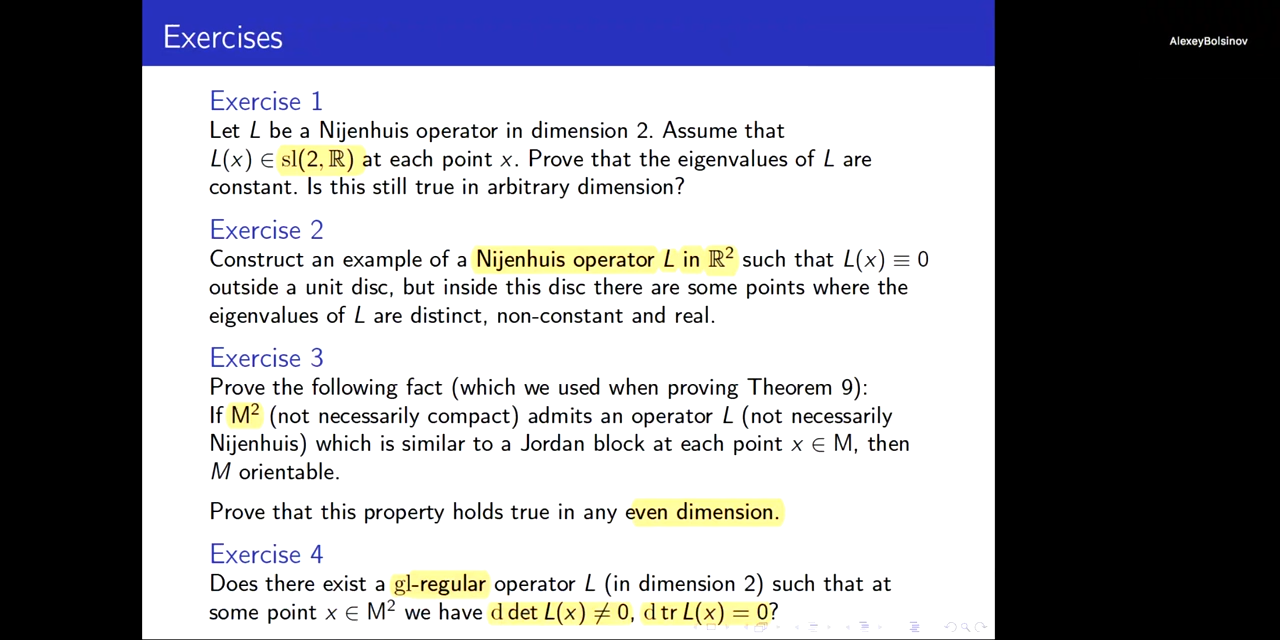 Exercises
AlexeyBolsinov
Exercise 1
Let L be a Nijenhuis operator in dimension 2. Assume that
L(x) ∈ sl(2, ℝ) at each point x. Prove that the eigenvalues of L are
constant. Is this still true in arbitrary dimension?
Exercise 2
Construct an example of a Nijenhuis operator L in ℝ² such that L(x) ≡ 0
outside a unit disc, but inside this disc there are some points where the
eigenvalues of L are distinct, non-constant and real.
Exercise 3
Prove the following fact (which we used when proving Theorem 9):
If M² (not necessarily compact) admits an operator L (not necessarily
Nijenhuis) which is similar to a Jordan block at each point x ∈ M, then
M orientable.
Prove that this property holds true in any even dimension.
Exercise 4
Does there exist a gl-regular operator L (in dimension 2) such that at
some point x ∈ M² we have d det L(x) ≠ 0, d tr L(x) = 0?